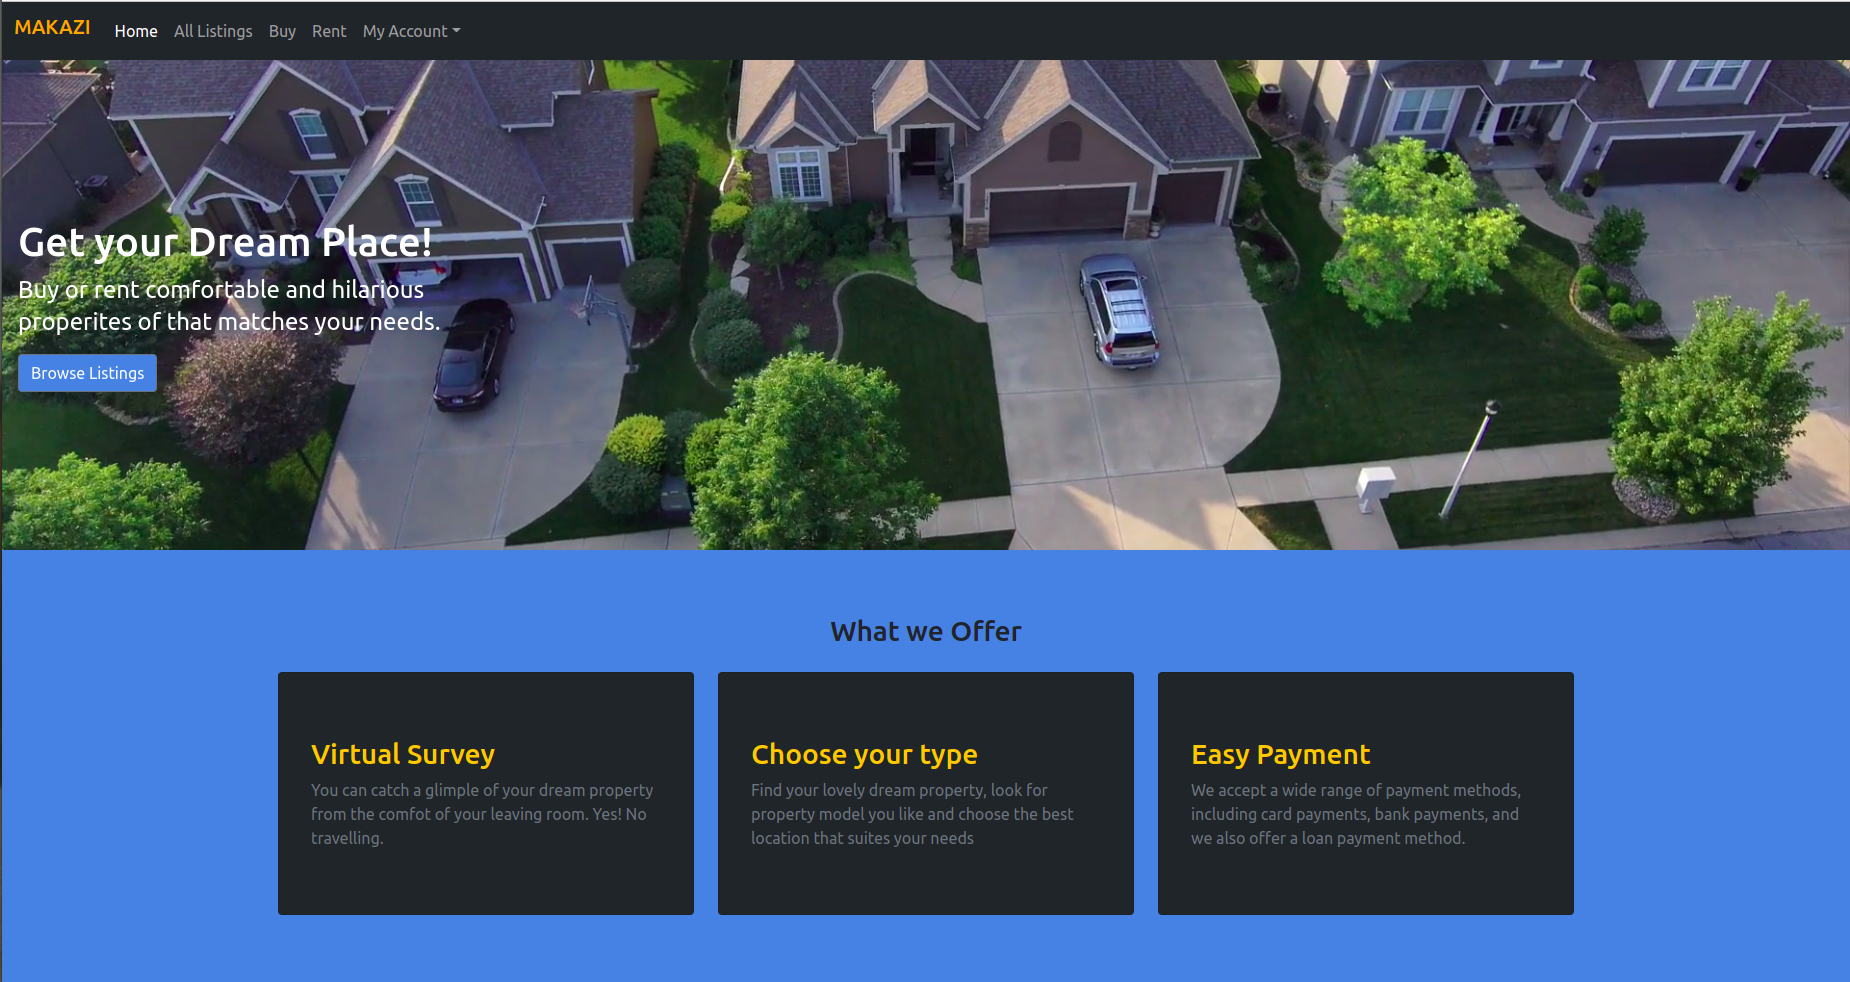 MAKAZI
Home All Listings Buy Rent My Account
Get your Dream Place!
Buy or rent comfortable and hilarious
properites of that matches your needs.
Browse Listings
What we Offer
Virtual Survey
You can catch a glimple of your dream property
from the comfot of your leaving room. Yes! No
travelling.
Choose your type
Find your lovely dream property, look for
property model you like and choose the best
location that suites your needs
Easy Payment
We accept a wide range of payment methods,
including card payments, bank payments, and
we also offer a loan payment method.